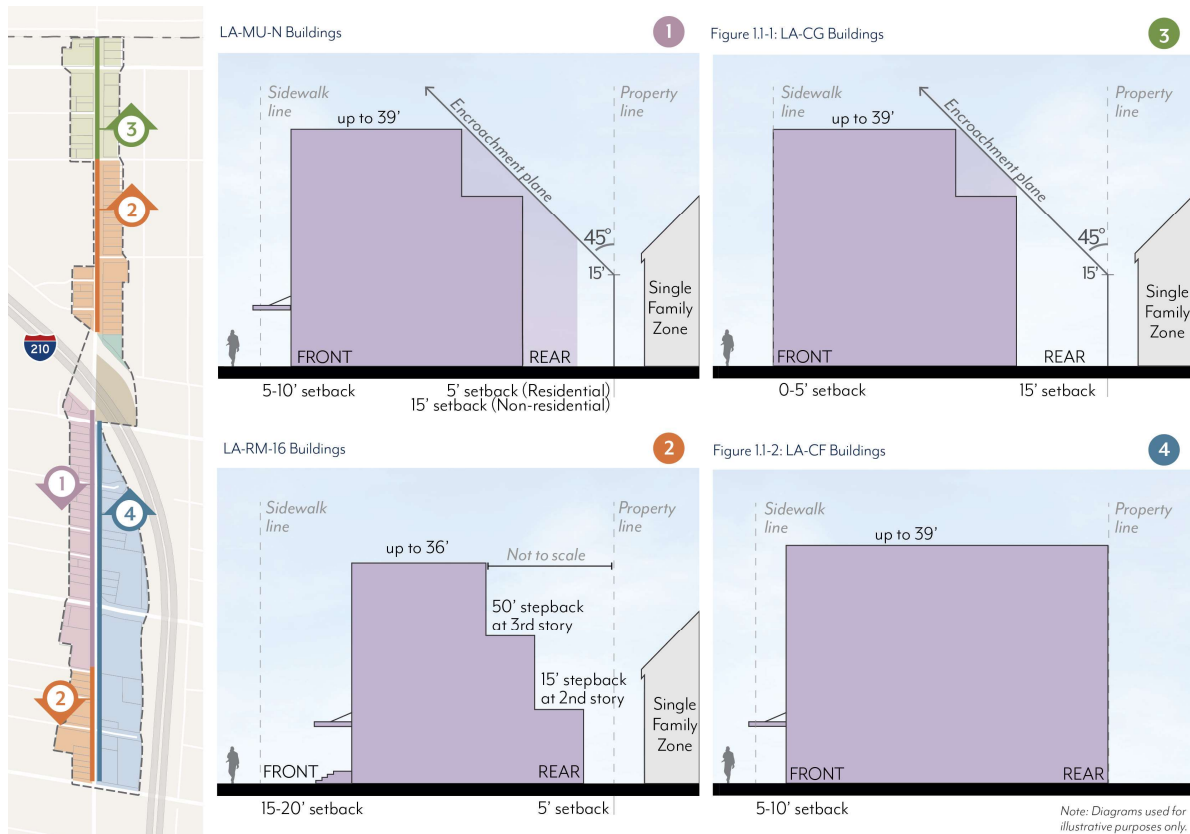 3
2
210
1
4
2
LA-MU-N Buildings
1
Sidewalk
line
Property
line
up to 39'
Encroachment plane
45°
15'
Single
Family
Zone
FRONT
REAR
5-10' setback
5' setback (Residential)
15' setback (Non-residential)
Figure 1.1-1: LA-CG Buildings
3
Sidewalk
line
Property
line
up to 39'
Encroachment plane
45°
15'
Single
Family
Zone
FRONT
REAR
0-5' setback
15' setback
LA-RM-16 Buildings
2
Sidewalk
line
Property
line
up to 36'
Not to scale
50' stepback
at 3rd story
15' stepback
at 2nd story
Single
Family
Zone
FRONT
REAR
15-20' setback
5' setback
Figure 1.1-2: LA-CF Buildings
4
Sidewalk
line
Property
line
up to 39'
FRONT
REAR
5-10' setback
Note: Diagrams used for
illustrative purposes only.